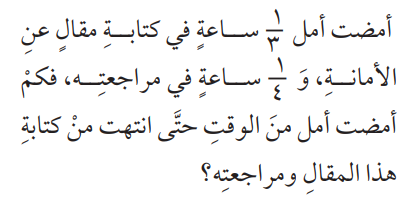 أمضت أمل ١/٣ ساعةٍ في كتابةِ مقالٍ عنِ
الأمانةِ، وَ ١/٤ ساعةٍ في مراجعتِه، فكمْ
أمضت أمل منَ الوقتِ حتَّى انتهت منْ كتابةِ
هذا المقالِ ومراجعتِه؟